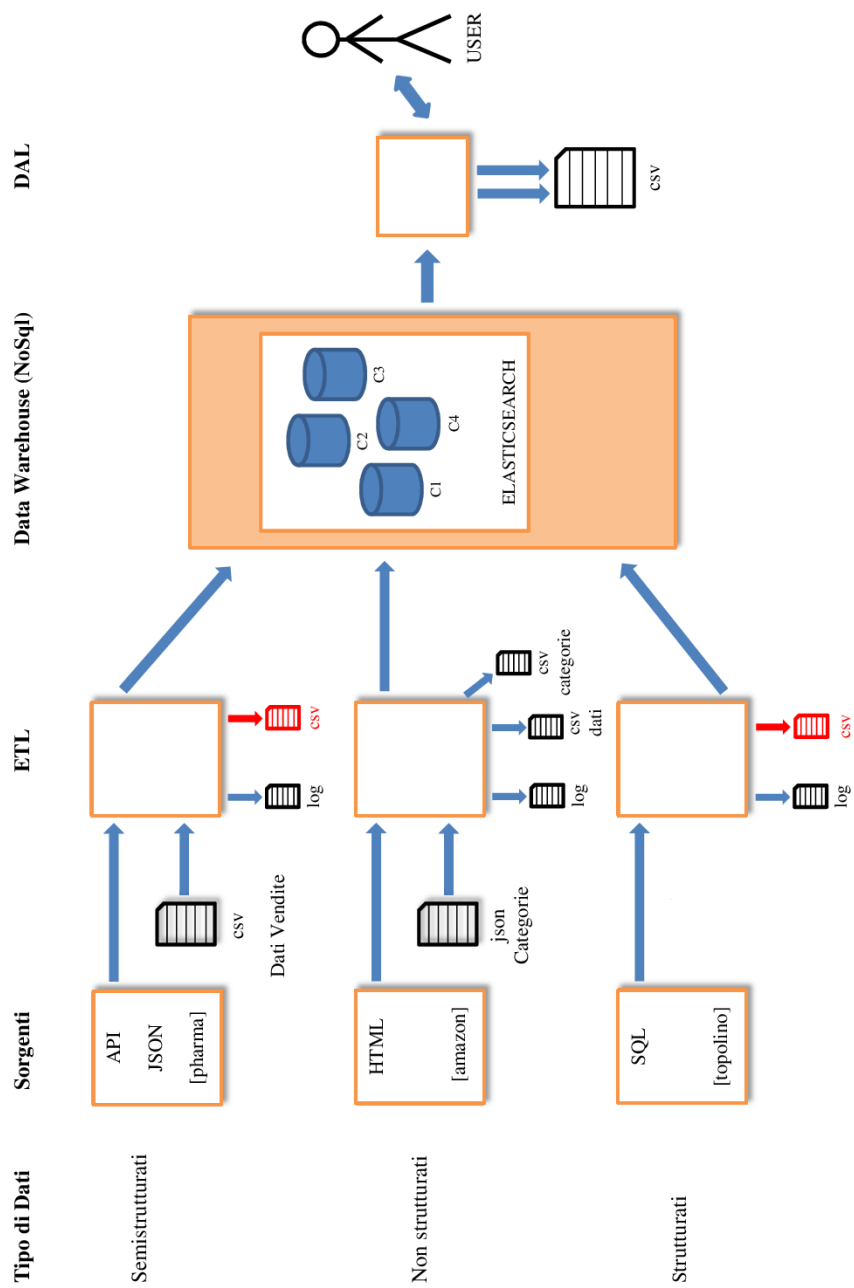 Tipo di Dati
Sorgenti
ETL
Data Warehouse (NoSql)
DAL
Semistrutturati
API
JSON
[pharma]
csv
Dati Vendite
log
csv
Non strutturati
HTML
[amazon]
json
Categorie
log
csv
dati
csv
categorie
Strutturati
SQL
[topolino]
log
csv
C1
C2
C3
C4
ELASTICSEARCH
csv
USER